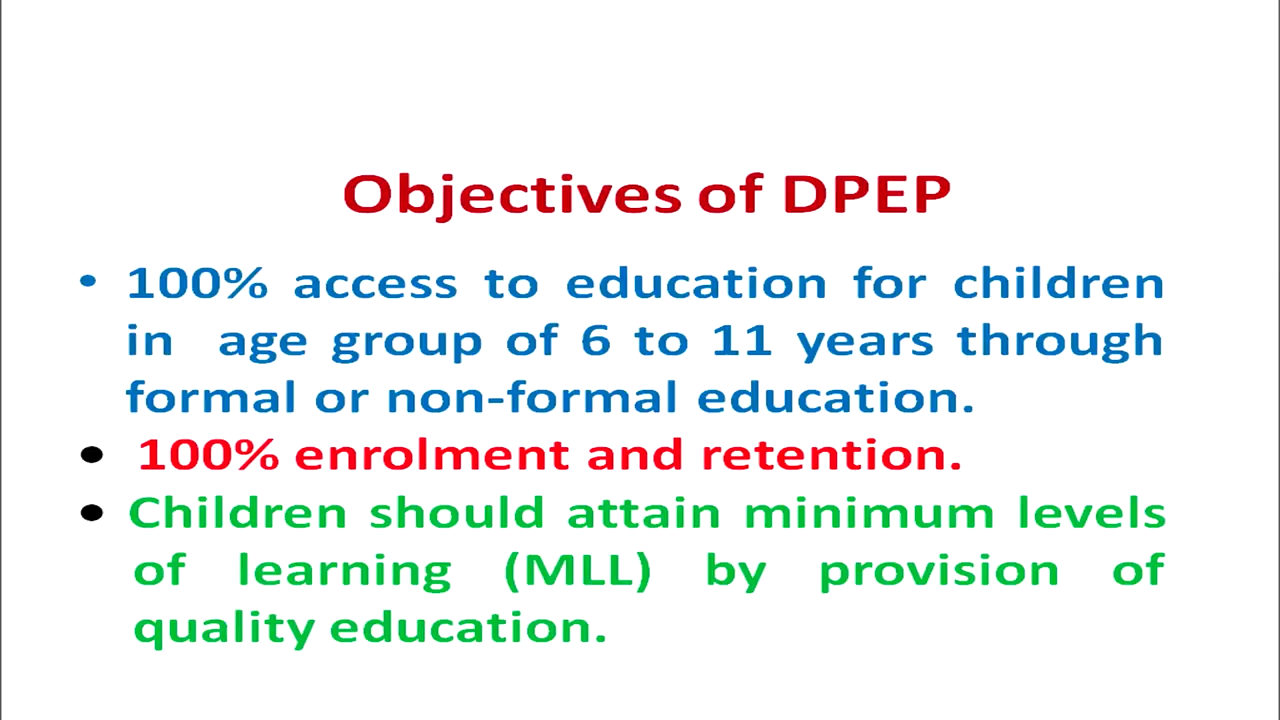 Objectives of DPEP
• 100% access to education for children
in age group of 6 to 11 years through
formal or non-formal education.
• 100% enrolment and retention.
• Children should attain minimum levels
of learning (MLL) by provision of
quality education.